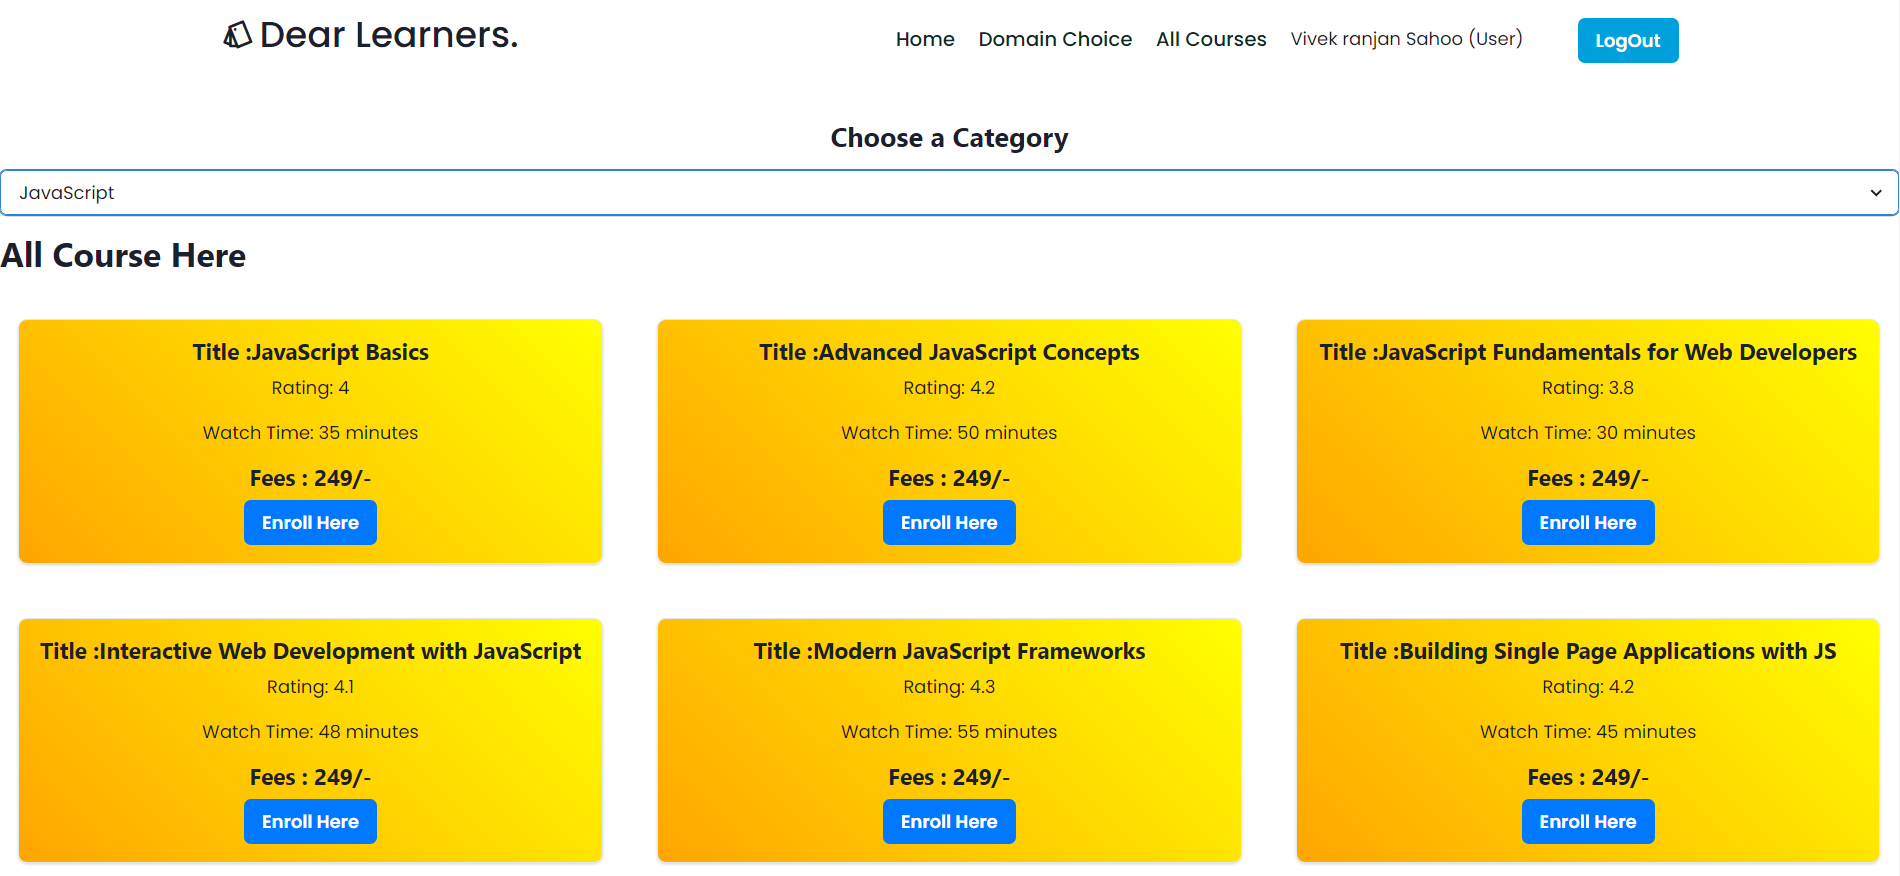 Dear Learners.
Home Domain Choice All Courses Vivek ranjan Sahoo (User) LogOut
Choose a Category
JavaScript
All Course Here
Title :JavaScript Basics
Rating: 4
Watch Time: 35 minutes
Fees : 249/-
Enroll Here
Title :Advanced JavaScript Concepts
Rating: 4.2
Watch Time: 50 minutes
Fees : 249/-
Enroll Here
Title :JavaScript Fundamentals for Web Developers
Rating: 3.8
Watch Time: 30 minutes
Fees : 249/-
Enroll Here
Title :Interactive Web Development with JavaScript
Rating: 4.1
Watch Time: 48 minutes
Fees : 249/-
Enroll Here
Title :Modern JavaScript Frameworks
Rating: 4.3
Watch Time: 55 minutes
Fees : 249/-
Enroll Here
Title :Building Single Page Applications with JS
Rating: 4.2
Watch Time: 45 minutes
Fees : 249/-
Enroll Here